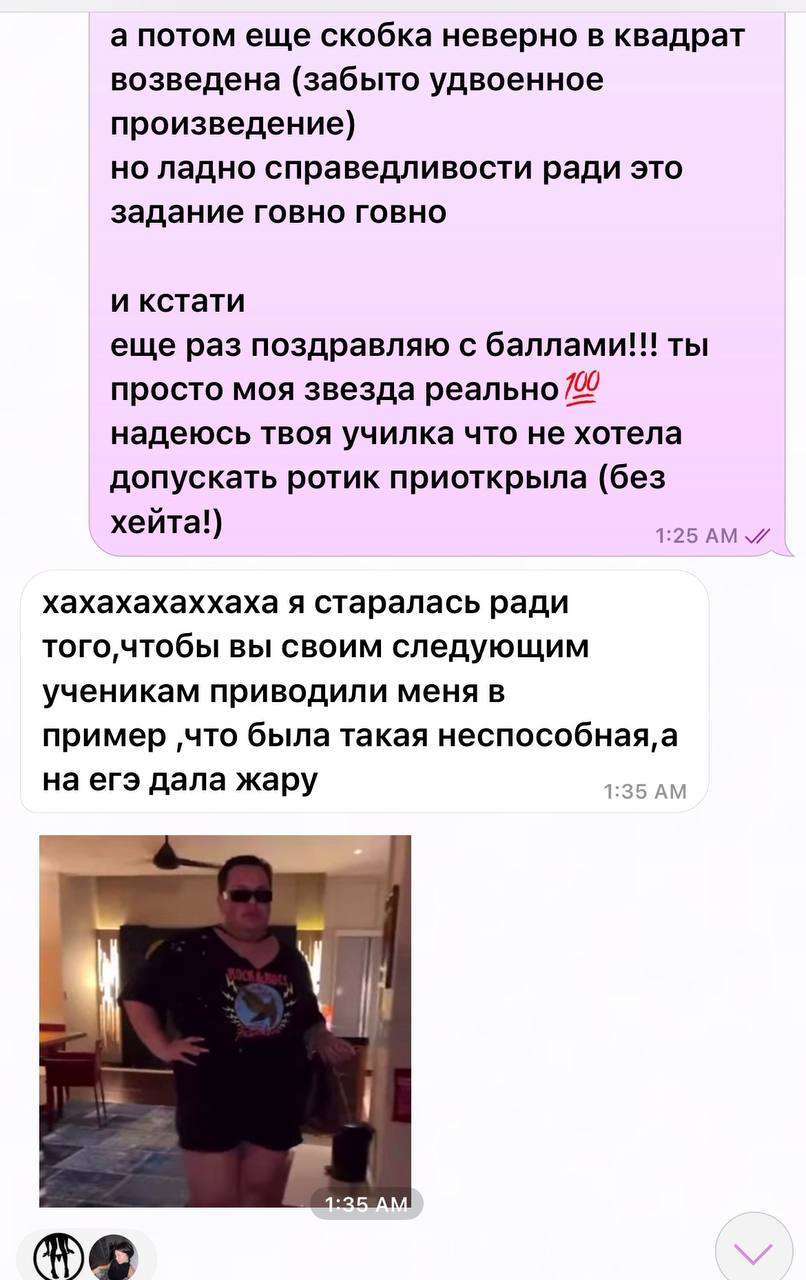 а потом еще скобка неверно в квадрат
возведена (забыто удвоенное
произведение)
но ладно справедливости ради это
задание говно говно
и кстати
еще раз поздравляю с баллами!!! ты
просто моя звезда реально💯
надеюсь твоя училка что не хотела
допускать ротик приоткрыла (без
хейта!)
1:25 AM
хахахахаххаха я старалась ради
того,чтобы вы своим следующим
ученикам приводили меня в
пример ,что была такая неспособная,а
на егэ дала жару
1:35 AM
ROCK & ROLL
1:35 AM